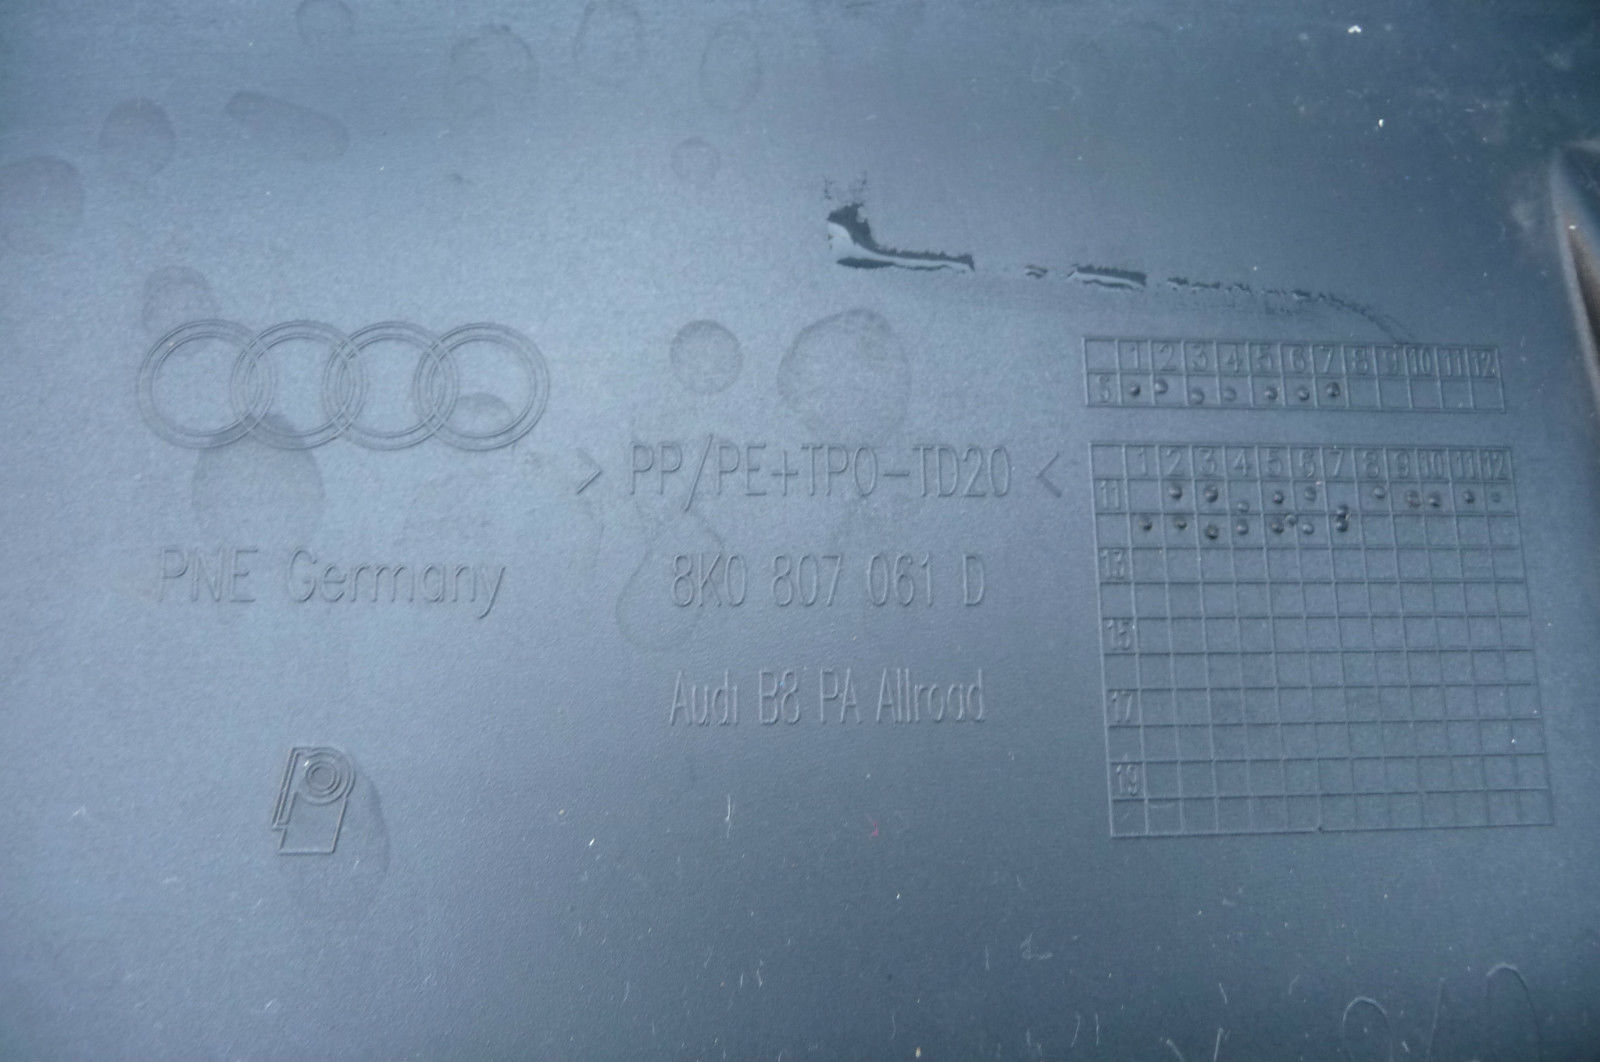 1 2 3 4 5 6 7 8 9 10 11 12
S
> PP/PE+TPO-TD20 <
1 2 3 4 5 6 7 8 9 10 11 12
11
13
15
17
19
PNE Germany
8K0 807 061 D
Audi B8 PA Allroad
P